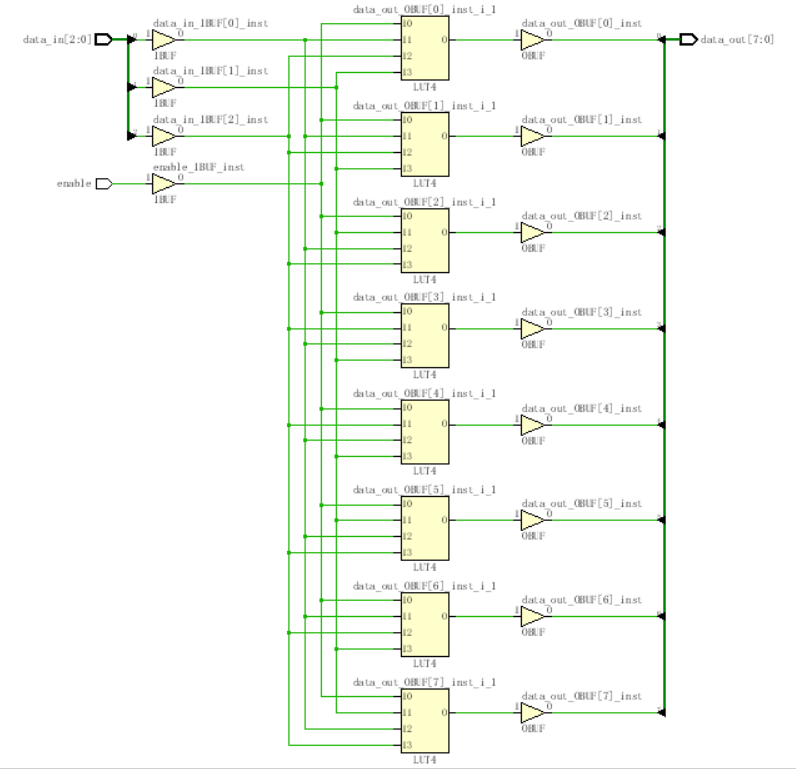 data_in[2:0]
data_in_IBUF[0]_inst
I
O
IBUF
data_in_IBUF[1]_inst
I
O
IBUF
data_in_IBUF[2]_inst
I
O
IBUF
enable
enable_IBUF_inst
I
O
IBUF
data_out_OBUF[0]_inst_i_1
I0
I1
I2
I3
O
LUT4
data_out_OBUF[0]_inst
I
O
OBUF
data_out[7:0]
data_out_OBUF[1]_inst_i_1
I0
I1
I2
I3
O
LUT4
data_out_OBUF[1]_inst
I
O
OBUF
data_out_OBUF[2]_inst_i_1
I0
I1
I2
I3
O
LUT4
data_out_OBUF[2]_inst
I
O
OBUF
data_out_OBUF[3]_inst_i_1
I0
I1
I2
I3
O
LUT4
data_out_OBUF[3]_inst
I
O
OBUF
data_out_OBUF[4]_inst_i_1
I0
I1
I2
I3
O
LUT4
data_out_OBUF[4]_inst
I
O
OBUF
data_out_OBUF[5]_inst_i_1
I0
I1
I2
I3
O
LUT4
data_out_OBUF[5]_inst
I
O
OBUF
data_out_OBUF[6]_inst_i_1
I0
I1
I2
I3
O
LUT4
data_out_OBUF[6]_inst
I
O
OBUF
data_out_OBUF[7]_inst_i_1
I0
I1
I2
I3
O
LUT4
data_out_OBUF[7]_inst
I
O
OBUF